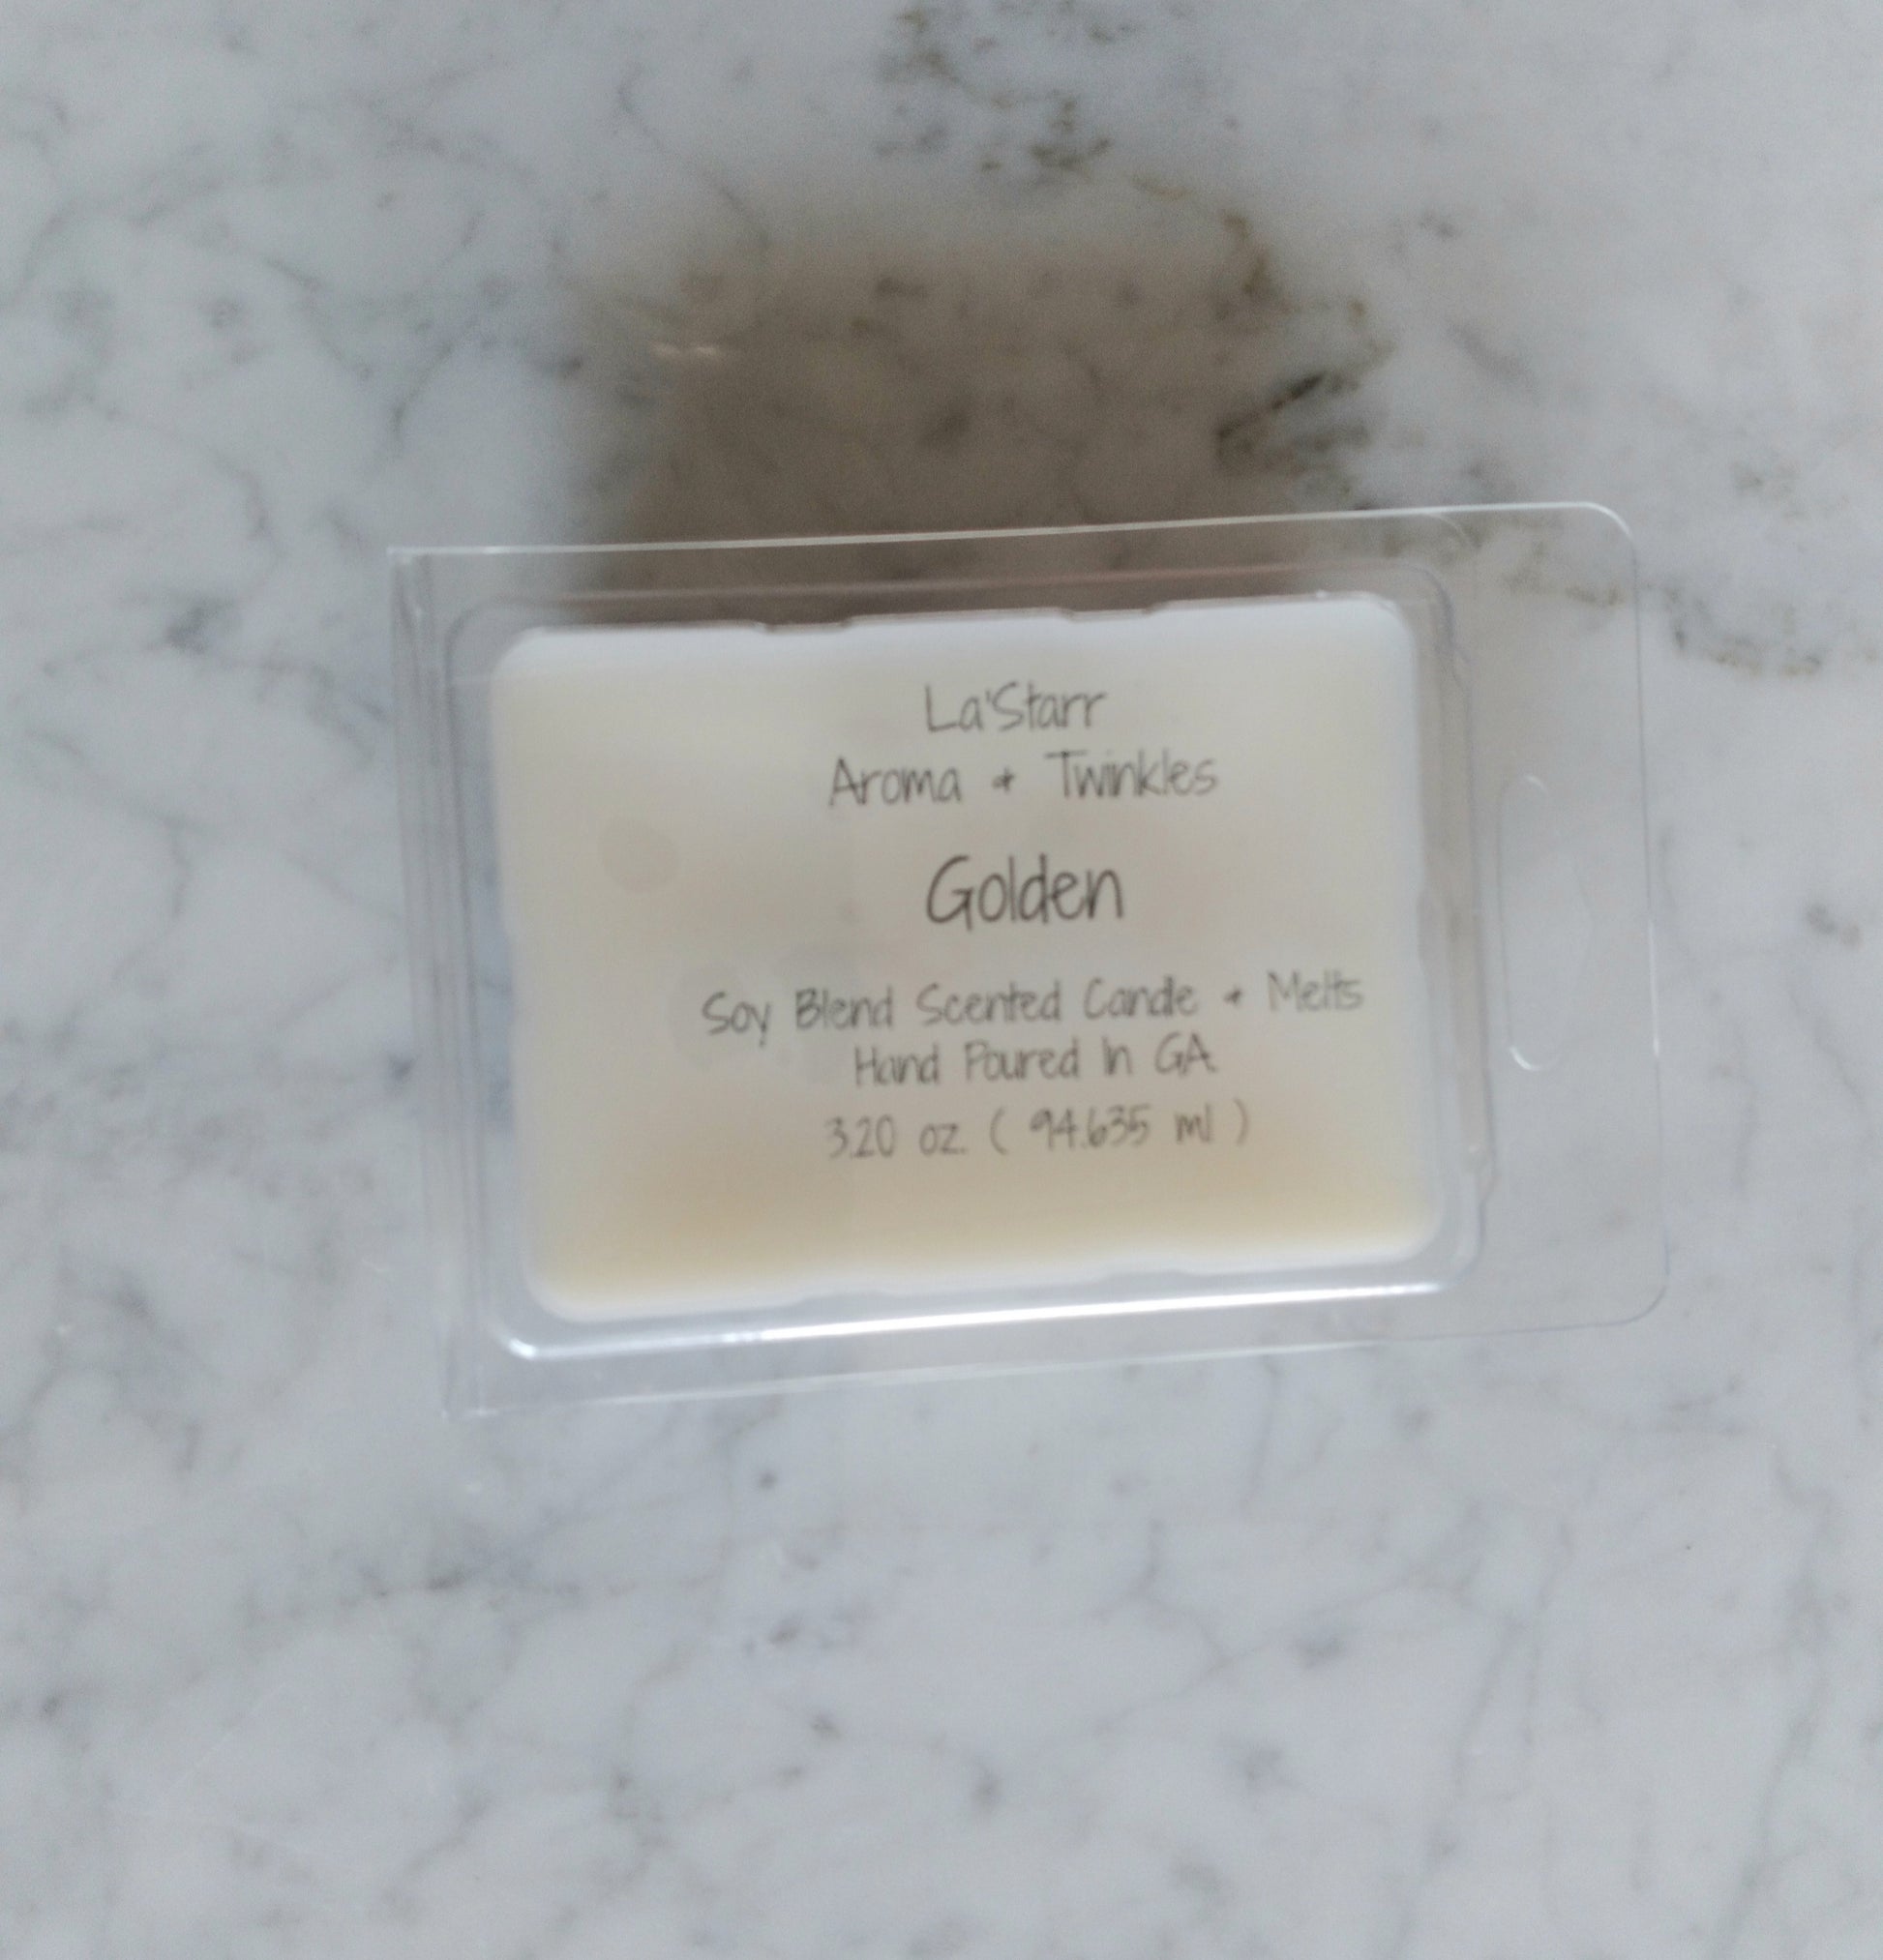 La'Starr
Aroma + Twinkles
Golden
Soy Blend Scented Candle + Melts
Hand Poured In GA.
3.20 oz. ( 94.635 ml )